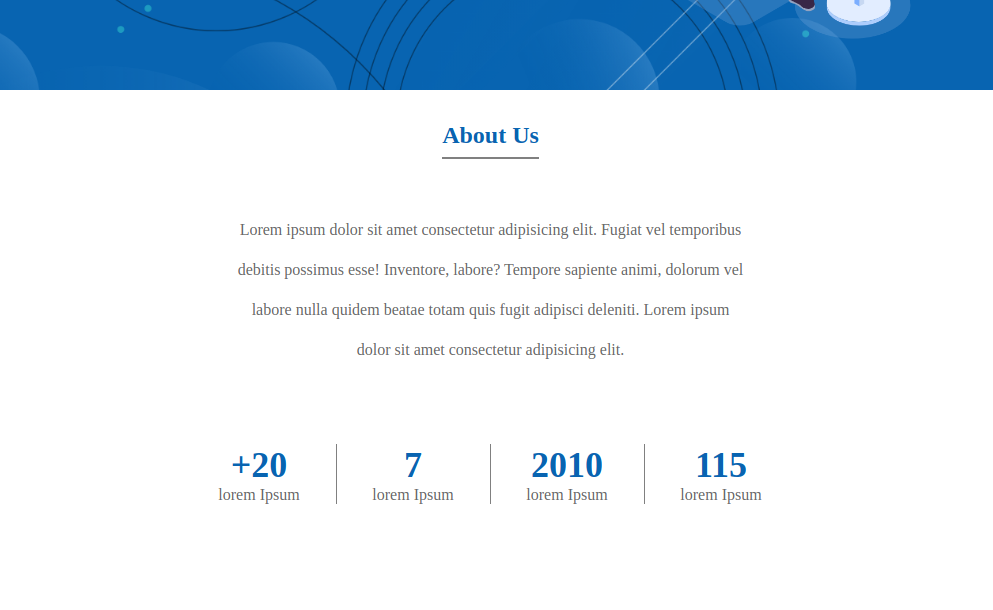 About Us
Lorem ipsum dolor sit amet consectetur adipisicing elit. Fugiat vel temporibus
debitis possimus esse! Inventore, labore? Tempore sapiente animi, dolorum vel
labore nulla quidem beatae totam quis fugit adipisci deleniti. Lorem ipsum
dolor sit amet consectetur adipisicing elit.
+20 7 2010 115
lorem Ipsum lorem Ipsum lorem Ipsum lorem Ipsum